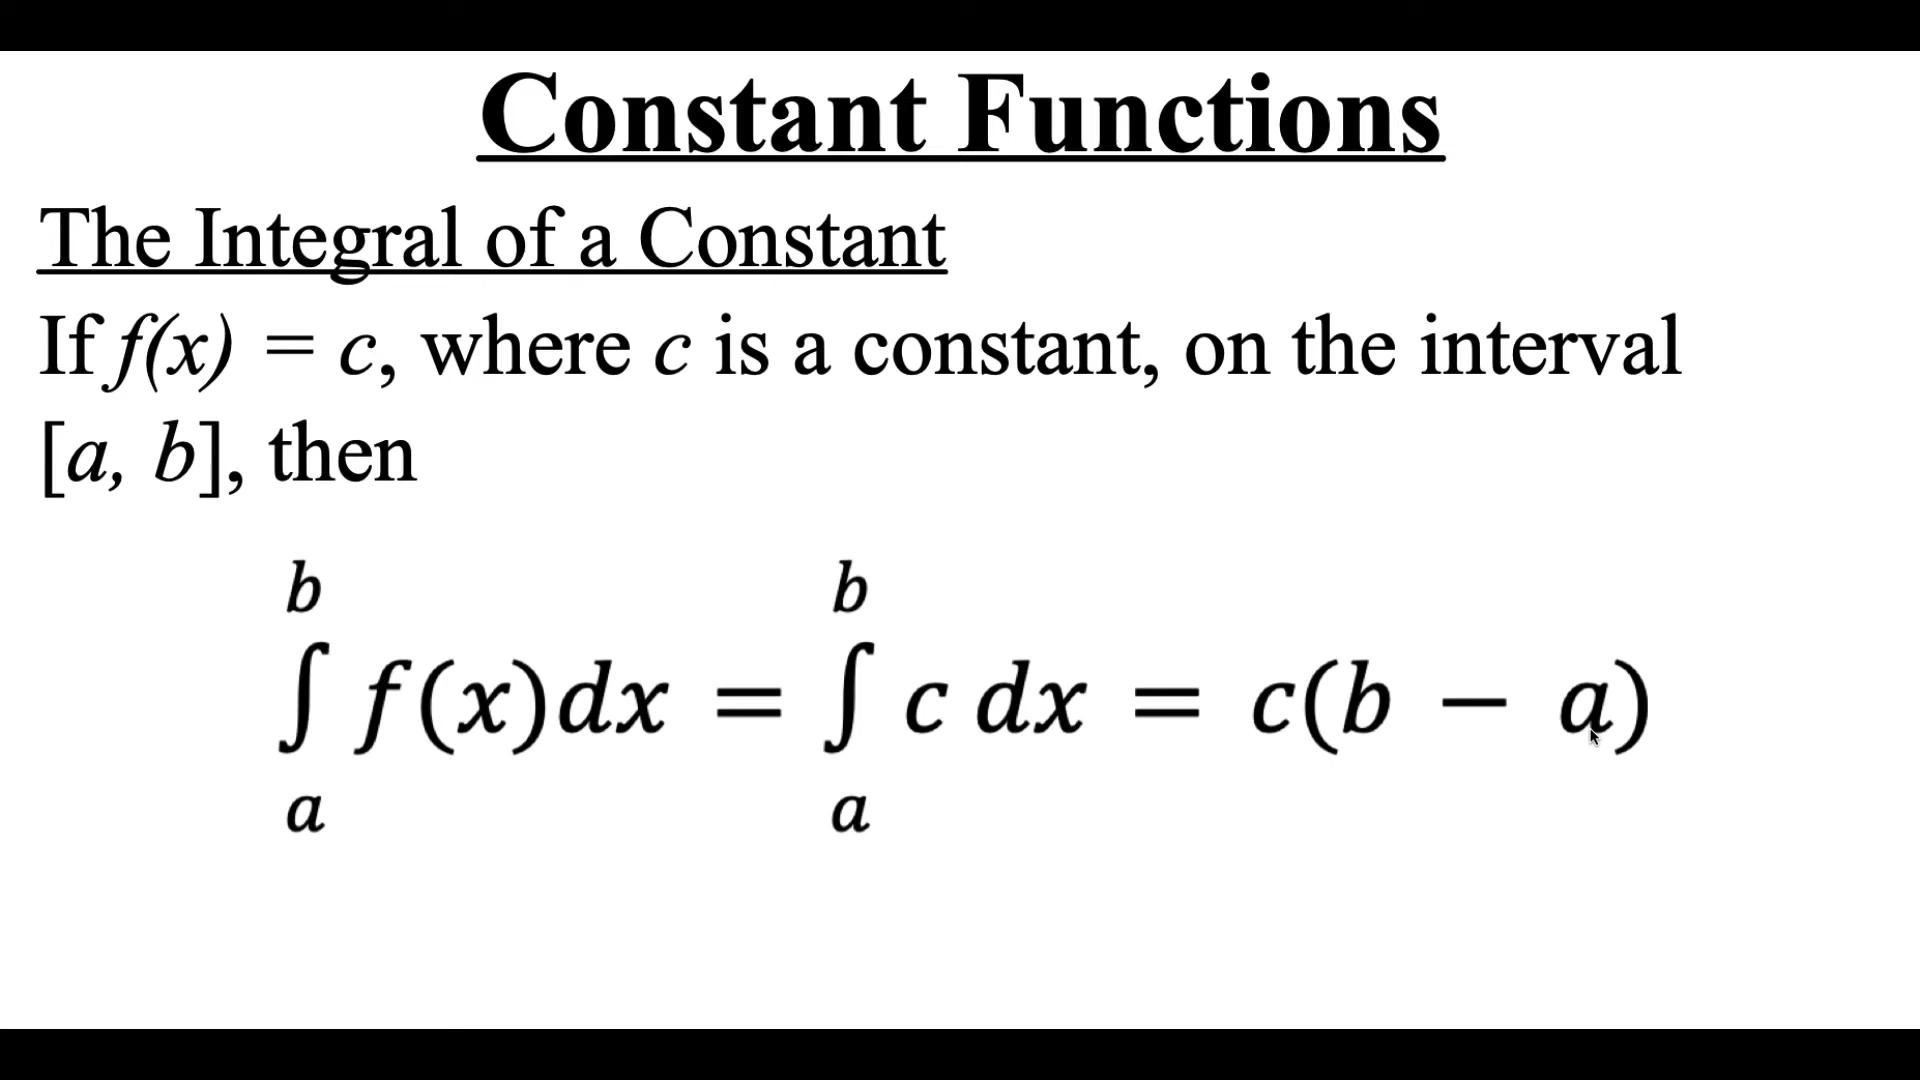 Constant Functions
The Integral of a Constant
If f(x) = c, where c is a constant, on the interval
[a, b], then
b b
∫ f(x)dx = ∫ c dx = c(b − a)
a a